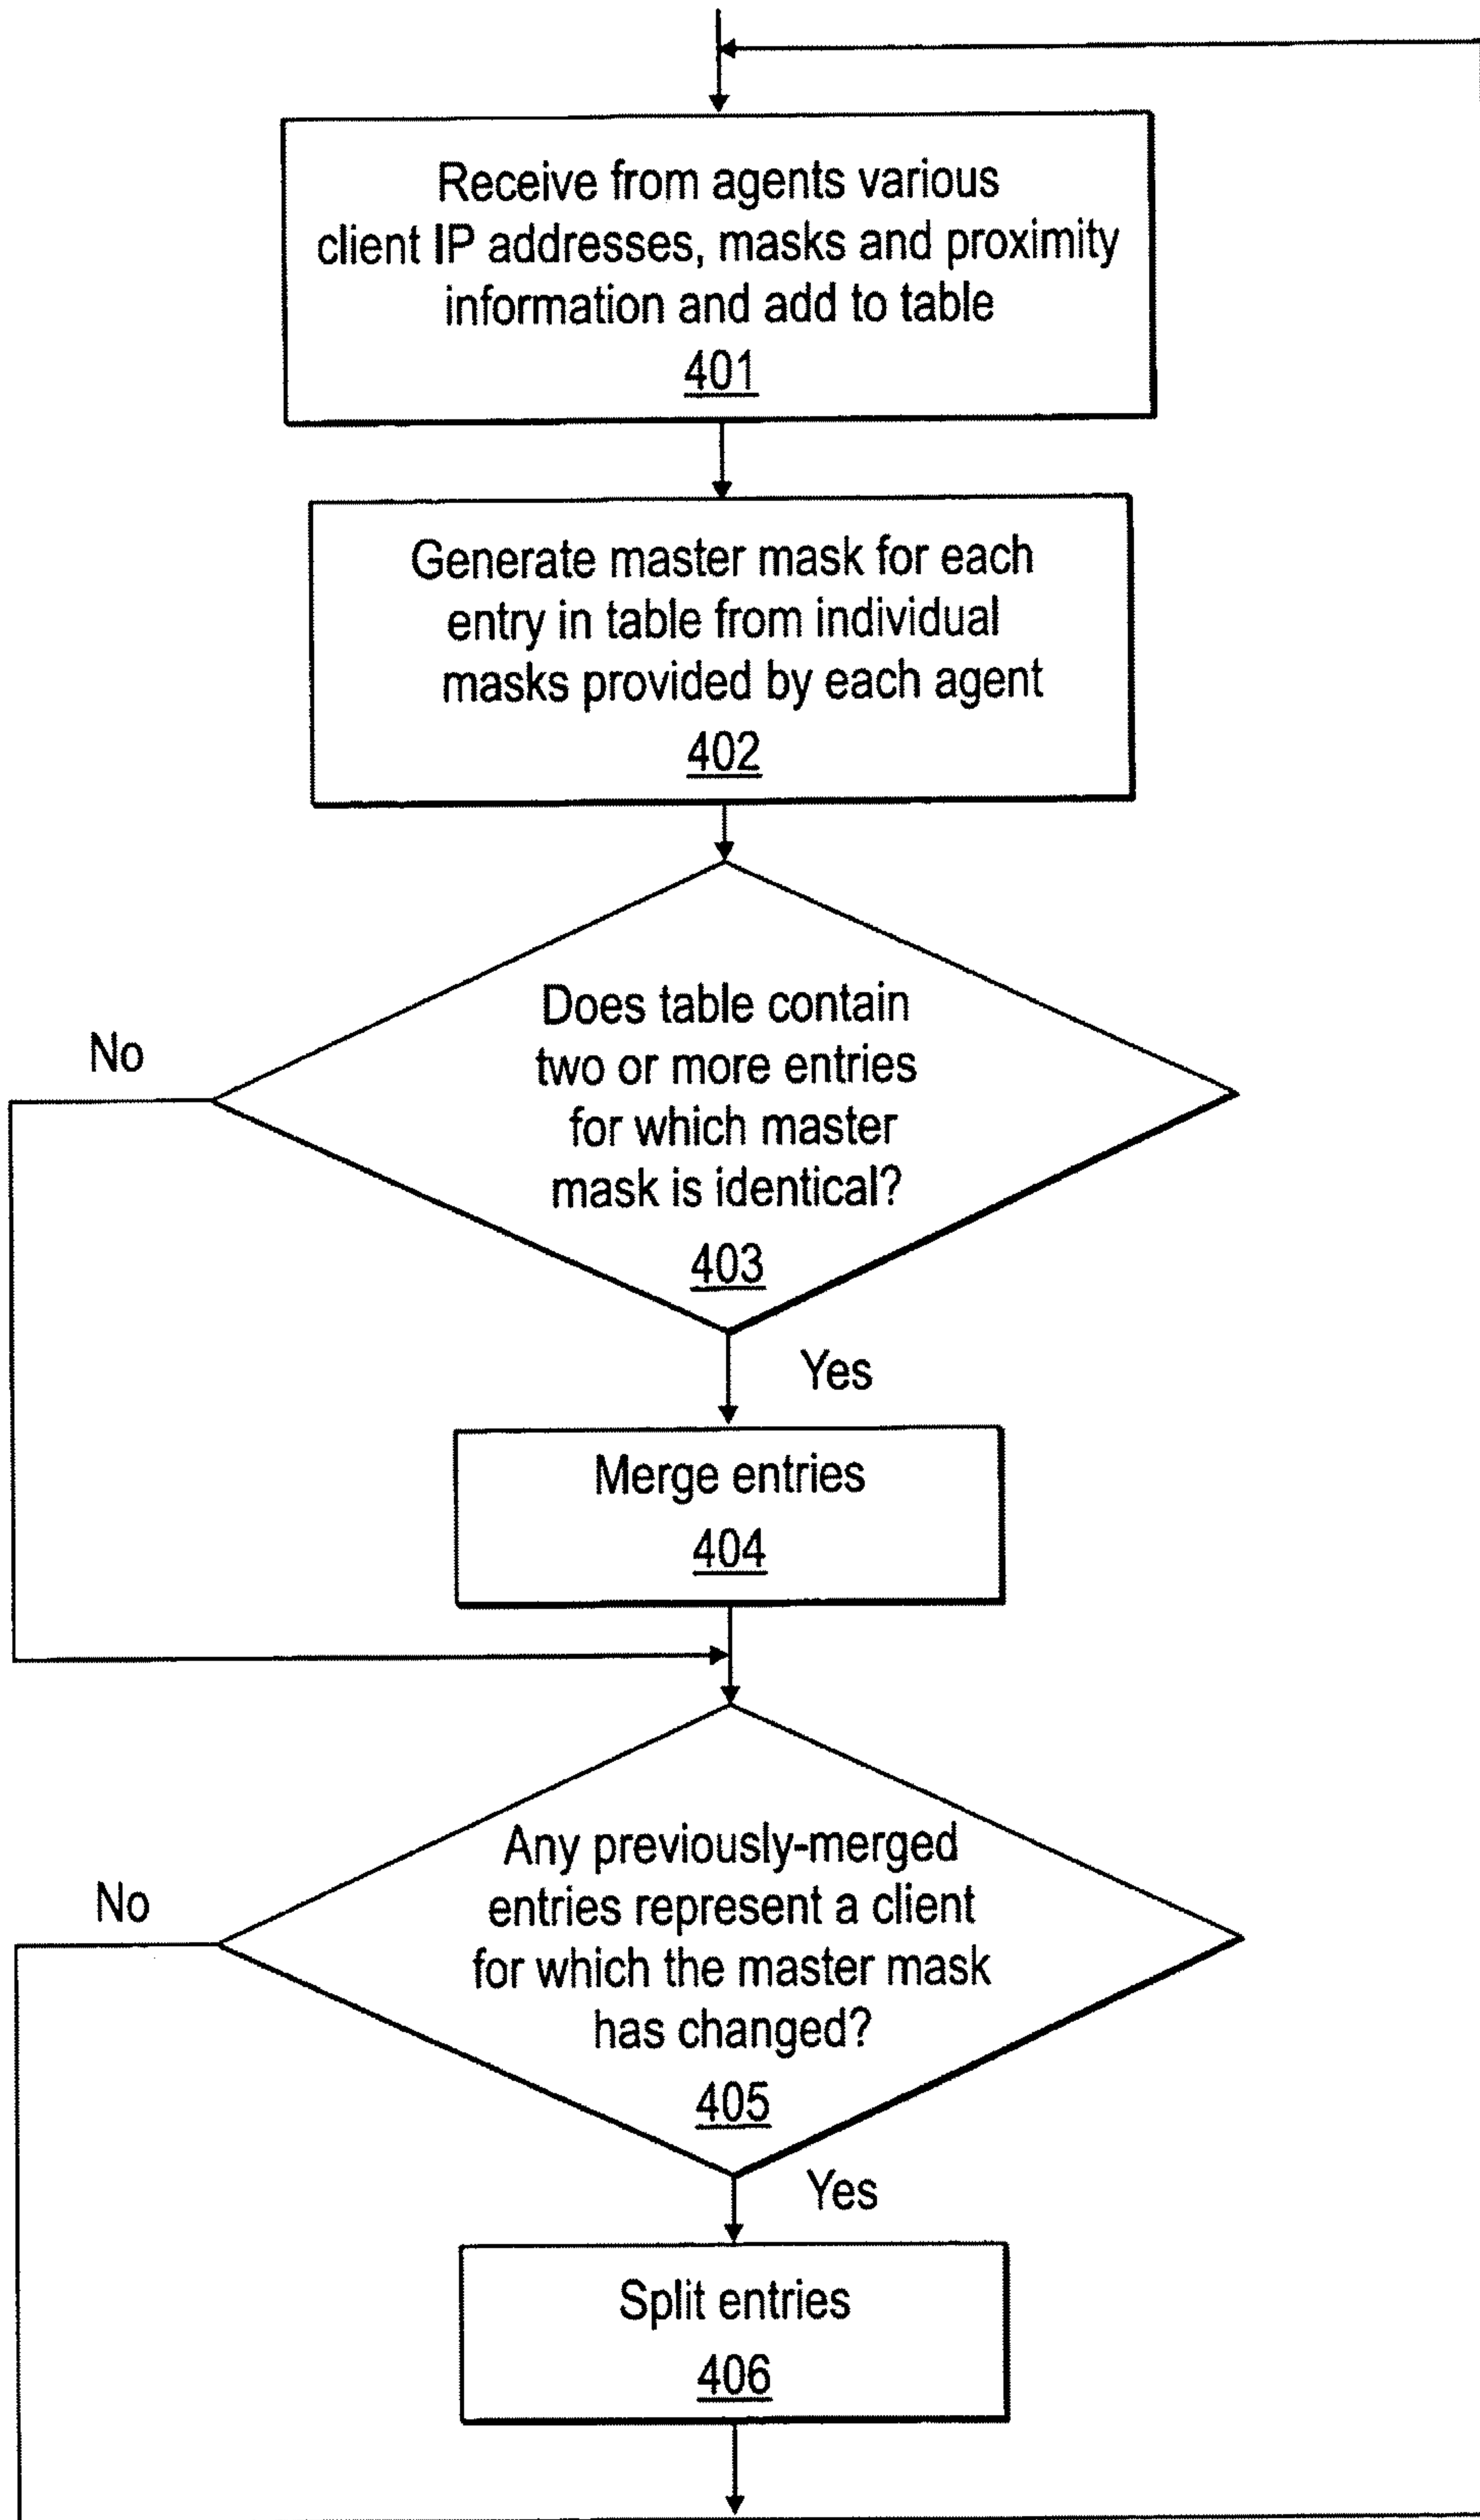 Receive from agents various
client IP addresses, masks and proximity
information and add to table
401
Generate master mask for each
entry in table from individual
masks provided by each agent
402
Does table contain
two or more entries
for which master
mask is identical?
403
No
Yes
Merge entries
404
Any previously-merged
entries represent a client
for which the master mask
has changed?
405
No
Yes
Split entries
406